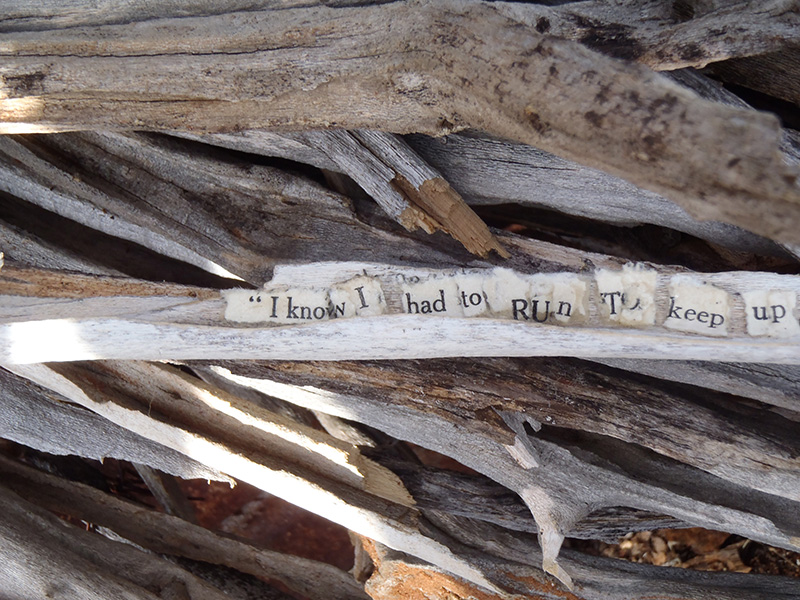 “I know I had to RUn TO keep up